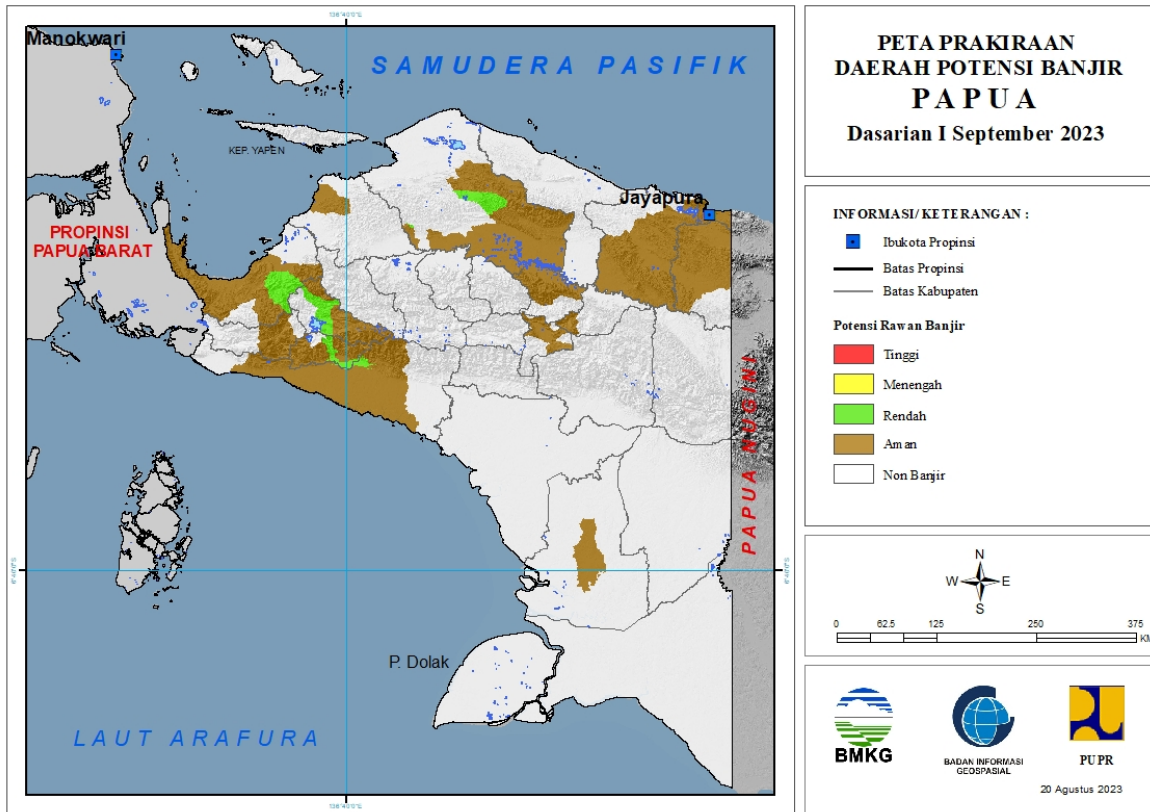 Manokwari
SAMUDERA PASIFIK
KEP. YAPEN
Jayapura
PROPINSI
PAPUA BARAT
PAPUA NUGINI
P. Dolak
LAUT ARAFURA
PETA PRAKIRAAN
DAERAH POTENSI BANJIR
PAPUA
Dasarian I September 2023
INFORMASI/ KETERANGAN :
Ibukota Propinsi
Batas Propinsi
Batas Kabupaten
Potensi Rawan Banjir
Tinggi
Menengah
Rendah
Aman
Non Banjir
N
W E
S
0 62.5 125 250 375
KM
BMKG
BADAN INFORMASI
GEOSPASIAL
PUPR
20 Agustus 2023